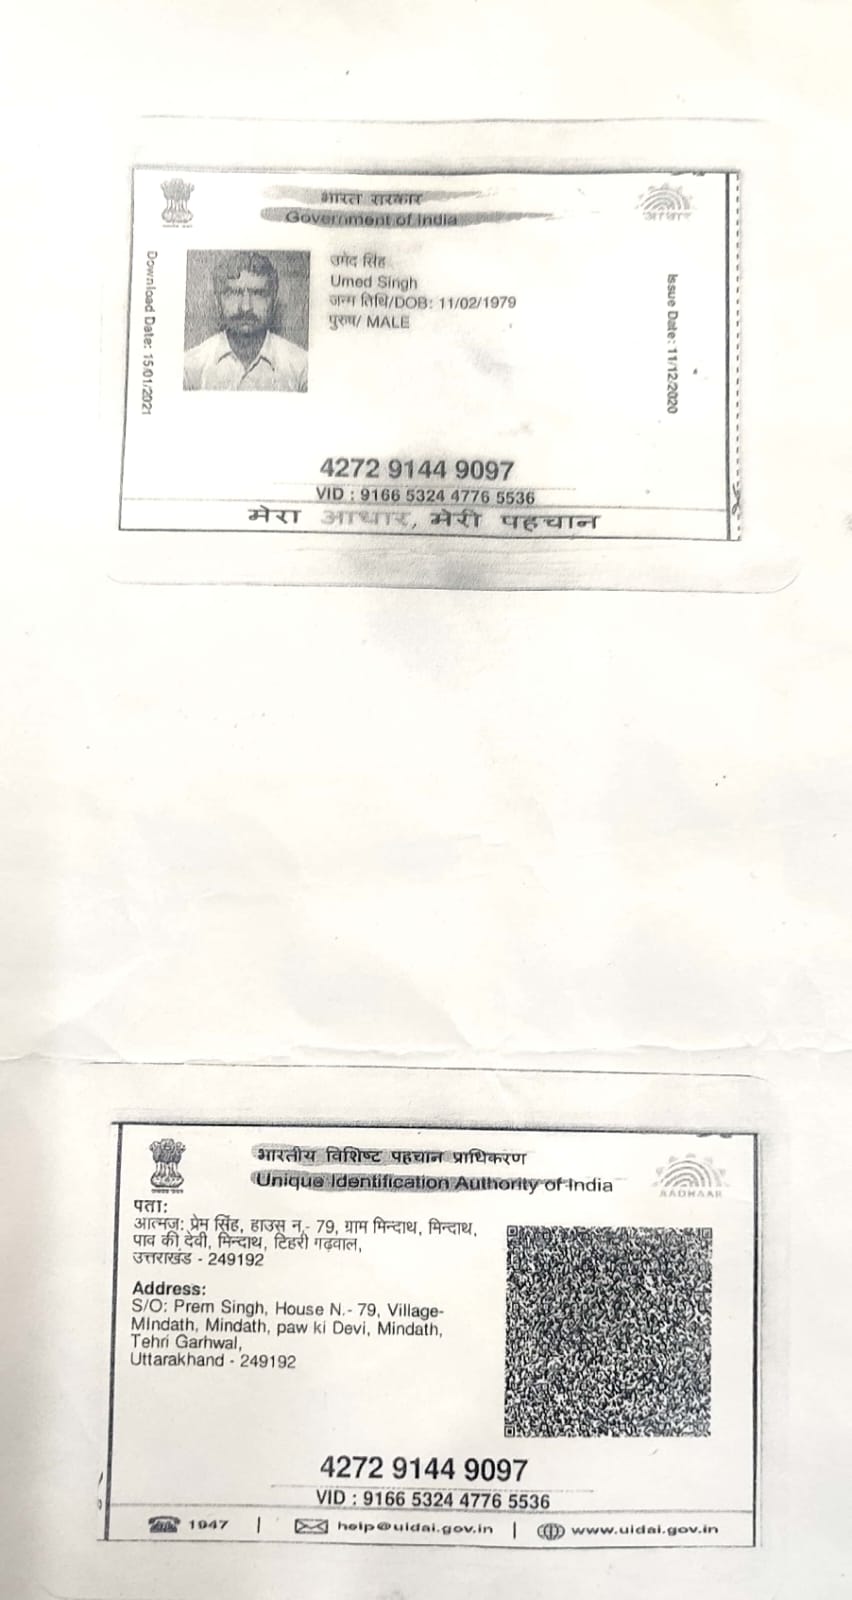 भारत सरकार
Government of India
Download Date: 15/01/2021
उमेद सिंह
Umed Singh
जन्म तिथि/DOB: 11/02/1979
पुरुष/ MALE
Issue Date: 11/12/2020
आधार
4272 9144 9097
VID : 9166 5324 4776 5536
मेरा आधार, मेरी पहचान
भारतीय विशिष्ट पहचान प्राधिकरण
Unique Identification Authority of India
AADHAAR
पता:
आत्मज: प्रेम सिंह, हाउस न.- 79, ग्राम मिन्दाथ, मिन्दाथ,
पाव की देवी, मिन्दाथ, टिहरी गढ़वाल,
उत्तराखंड - 249192
Address:
S/O: Prem Singh, House N.- 79, Village-
Mindath, Mindath, paw ki Devi, Mindath,
Tehri Garhwal,
Uttarakhand - 249192
4272 9144 9097
VID : 9166 5324 4776 5536
1947 | help@uidai.gov.in | www.uidai.gov.in